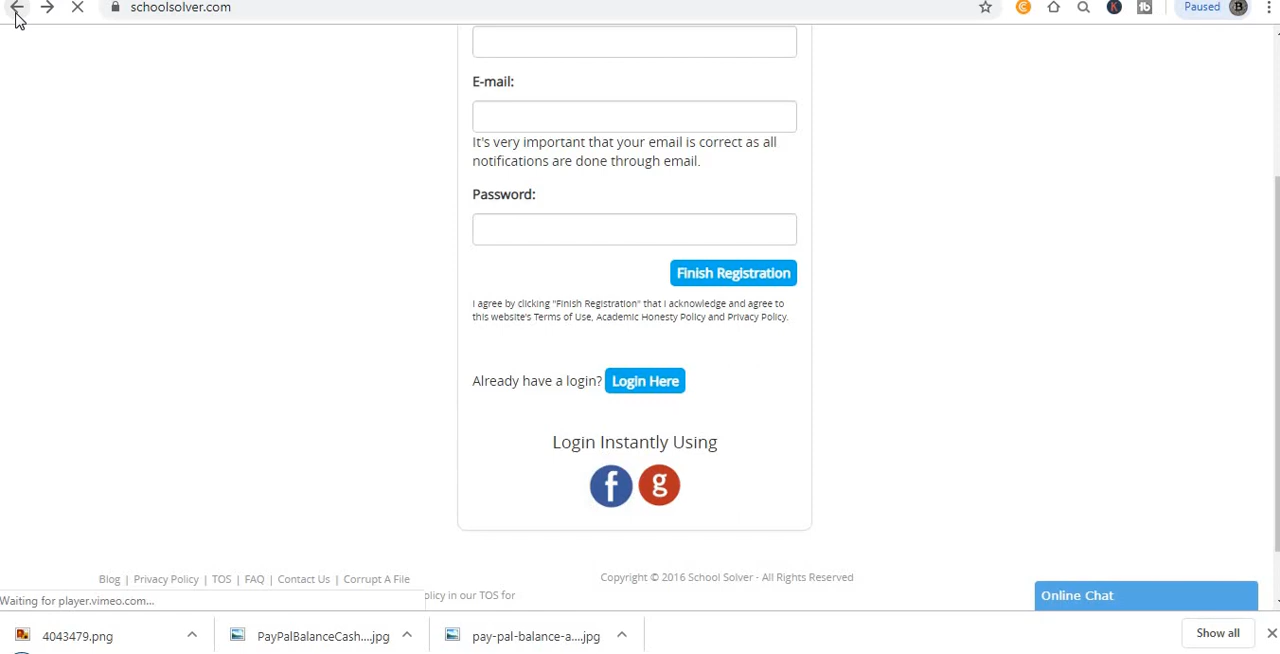 schoolsolver.com
Paused
E-mail:
It's very important that your email is correct as all
notifications are done through email.
Password:
Finish Registration
I agree by clicking "Finish Registration" that I acknowledge and agree to
this website's Terms of Use, Academic Honesty Policy and Privacy Policy.
Already have a login? Login Here
Login Instantly Using
f g
Blog | Privacy Policy | TOS | FAQ | Contact Us | Corrupt A File
Copyright © 2016 School Solver - All Rights Reserved
olicy in our TOS for
Waiting for player.vimeo.com...
Online Chat
4043479.png
PayPalBalanceCash....jpg
pay-pal-balance-a....jpg
Show all